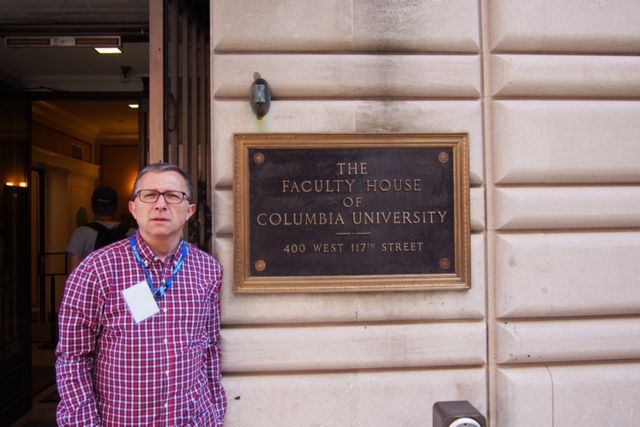 THE
FACULTY HOUSE
OF
COLUMBIA UNIVERSITY
400 WEST 117TH STREET